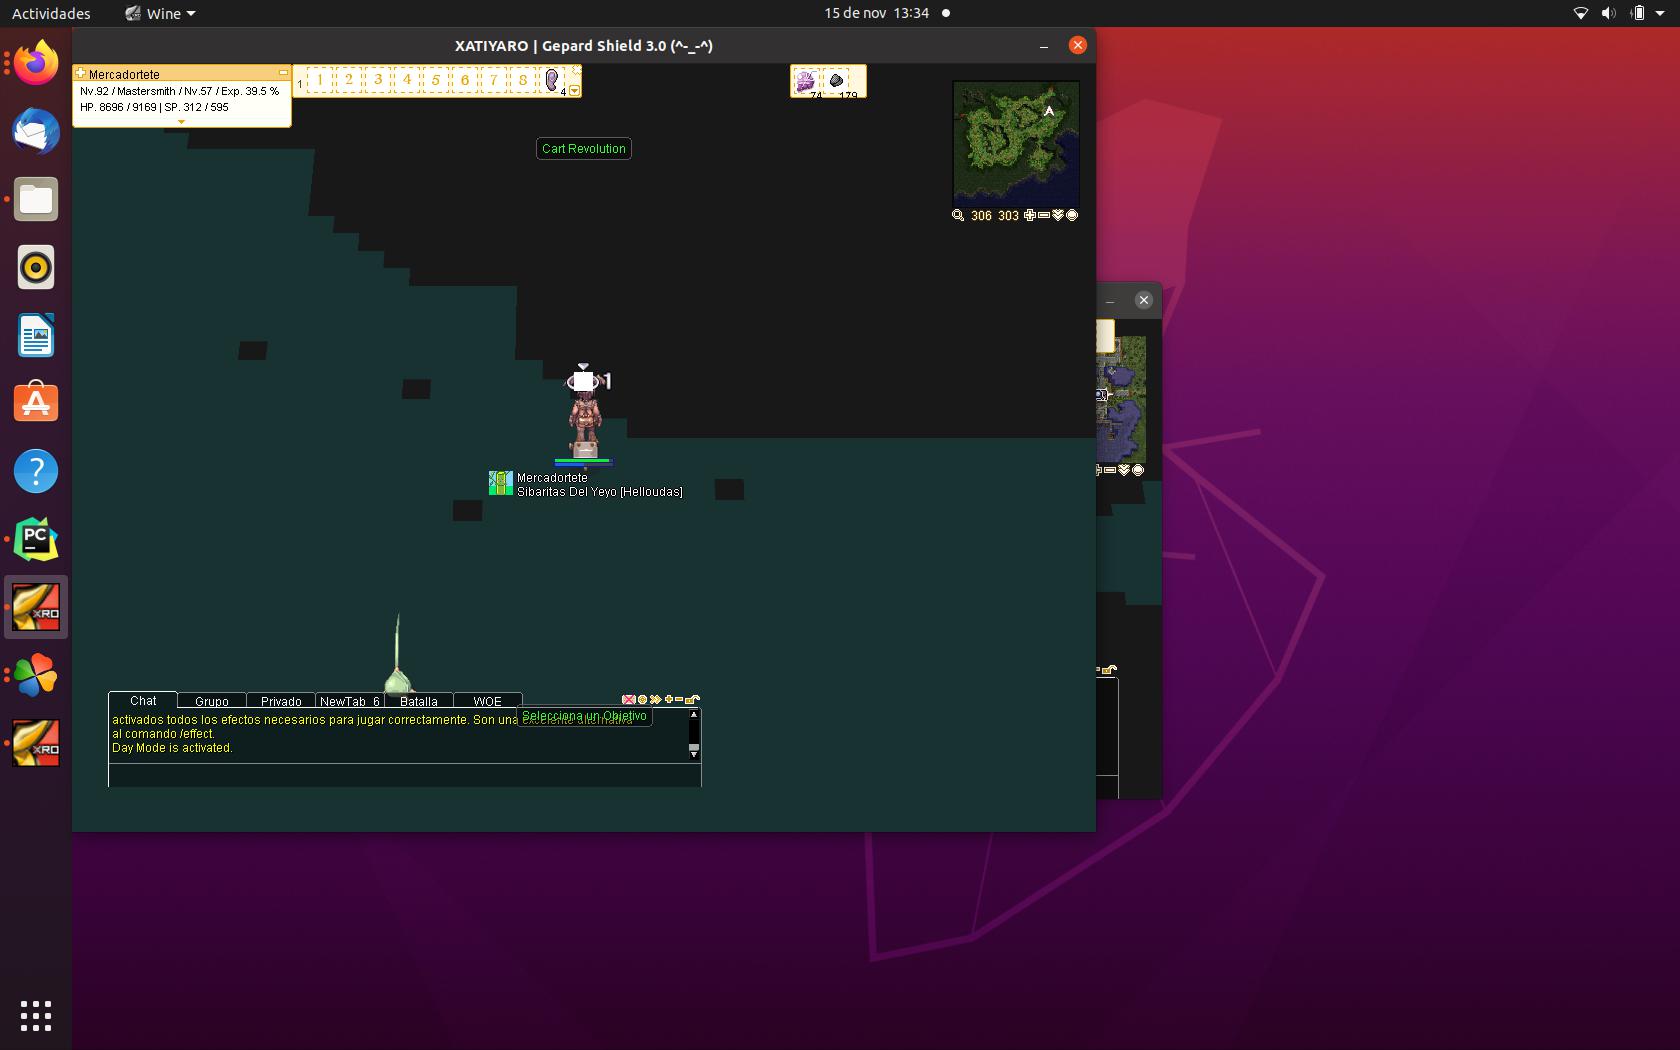 Actividades
Wine
15 de nov 13:34
XATIYARO | Gepard Shield 3.0 (^-_-^)
Mercadortete
Nv.92 / Mastersmith / Nv.57 / Exp. 39.5 %
HP. 8696 / 9169 | SP. 312 / 595
1 1 2 3 4 5 6 7 8 4
74 179
Cart Revolution
306 303
1
Mercadortete
Sibaritas Del Yeyo [Helloudas]
Chat Grupo Privado NewTab_6 Batalla WOE
activados todos los efectos necesarios para jugar correctamente. Son una excelente alternativa
Selecciona un Objetivo
al comando /effect.
Day Mode is activated.
PC
XRO
XRO